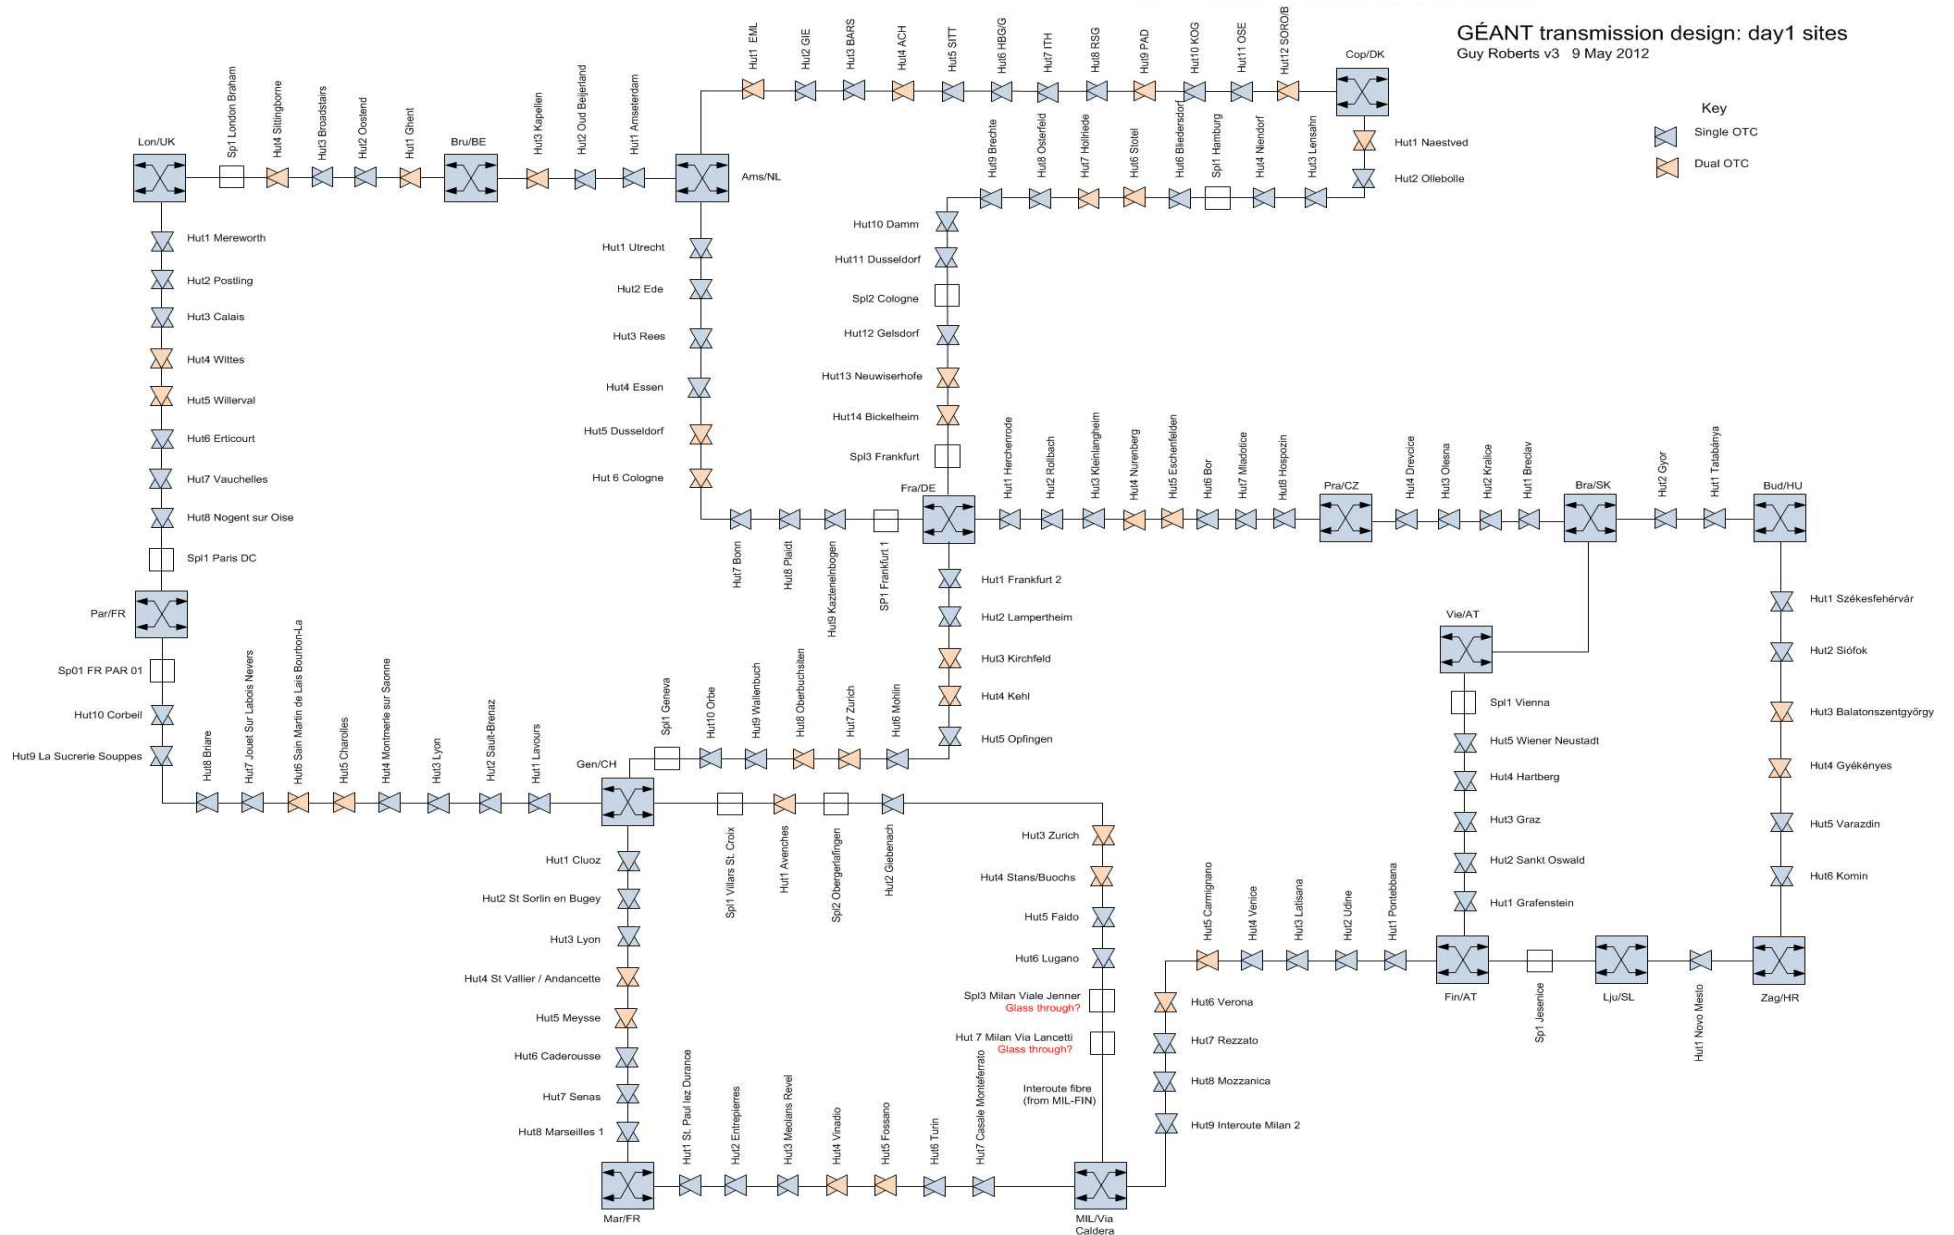 GÉANT transmission design: day1 sites
Guy Roberts v3 9 May 2012
Key
Single OTC
Dual OTC
Lon/UK
Spl1 London Braham
Hut4 Sittingborne
Hut3 Broadstairs
Hut2 Oostend
Hut1 Ghent
Bru/BE
Hut3 Kapellen
Hut2 Oud Beijerland
Hut1 Amseterdam
Ams/NL
Hut1 EML
Hut2 GIE
Hut3 BARS
Hut4 ACH
Hut5 SITT
Hut6 HBG/G
Hut7 ITH
Hut8 RSG
Hut9 PAD
Hut10 KOG
Hut11 OSE
Hut12 SORO/B
Cop/DK
Hut1 Naestved
Hut2 Ollebolle
Hut9 Brechte
Hut8 Osterfeld
Hut7 Hollriede
Hut6 Stotel
Hut6 Bliedersdorf
Spl1 Hamburg
Hut4 Niendorf
Hut3 Lensahn
Hut10 Damm
Hut11 Dusseldorf
Spl2 Cologne
Hut12 Gelsdorf
Hut13 Neuwiserhofe
Hut14 Bickelheim
Spl3 Frankfurt
Fra/DE
Hut1 Mereworth
Hut2 Postling
Hut3 Calais
Hut4 Wittes
Hut5 Willerval
Hut6 Erticourt
Hut7 Vauchelles
Hut8 Nogent sur Oise
Spl1 Paris DC
Par/FR
Hut1 Utrecht
Hut2 Ede
Hut3 Rees
Hut4 Essen
Hut5 Dusseldorf
Hut 6 Cologne
Hut7 Bonn
Hut8 Plaidt
Hut9 Kazteneinbogen
SP1 Frankfurt 1
Hut1 Herchenrode
Hut2 Rollbach
Hut3 Kleinlangheim
Hut4 Nurenberg
Hut5 Eschenfelden
Hut6 Bor
Hut7 Mladotice
Hut8 Hospozin
Pra/CZ
Hut4 Drevcice
Hut3 Olesna
Hut2 Kralice
Hut1 Breclav
Bra/SK
Hut2 Gyor
Hut1 Tatabánya
Bud/HU
Hut1 Székesfehérvár
Hut2 Siófok
Hut3 Balatonszentgyörgy
Hut4 Gyékényes
Hut5 Varazdin
Hut6 Komin
Vie/AT
Spl1 Vienna
Hut5 Wiener Neustadt
Hut4 Hartberg
Hut3 Graz
Hut2 Sankt Oswald
Hut1 Grafenstein
Hut1 Frankfurt 2
Hut2 Lampertheim
Hut3 Kirchfeld
Hut4 Kehl
Hut5 Opfingen
Spl1 Geneva
Hut10 Orbe
Hut9 Wallenbuch
Hut8 Oberbuchsiten
Hut7 Zurich
Hut6 Mohlin
Sp01 FR PAR 01
Hut10 Corbeil
Hut9 La Sucrerie Souppes
Hut8 Briare
Hut7 Jouet Sur Labois Nevers
Hut6 Sain Martin de Lais Bourbon-La
Hut5 Charolles
Hut4 Montmerle sur Saonne
Hut3 Lyon
Hut2 Sault-Brenaz
Hut1 Lavours
Gen/CH
Spl1 Villars St. Croix
Hut1 Avenches
Spl2 Obergerlafingen
Hut2 Giebenach
Hut3 Zurich
Hut4 Stans/Buochs
Hut5 Faido
Hut6 Lugano
Spl3 Milan Viale Jenner
Glass through?
Hut 7 Milan Via Lancetti
Glass through?
Interoute fibre
(from MIL-FIN)
Hut1 Cluoz
Hut2 St Sorlin en Bugey
Hut3 Lyon
Hut4 St Vallier / Andancette
Hut5 Meysse
Hut6 Caderousse
Hut7 Senas
Hut8 Marseilles 1
Mar/FR
Hut1 St. Paul lez Durance
Hut2 Entrepierres
Hut3 Meolans Revel
Hut4 Vinadio
Hut5 Fossano
Hut6 Turin
Hut7 Casale Monteferrato
MIL/Via
Caldera
Hut5 Carmignano
Hut4 Venice
Hut3 Latisana
Hut2 Udine
Hut1 Pontebbana
Hut6 Verona
Hut7 Rezzato
Hut8 Mozzanica
Hut9 Interoute Milan 2
Fin/AT
Sp1 Jesenice
Lju/SL
Hut1 Novo Mesto
Zag/HR